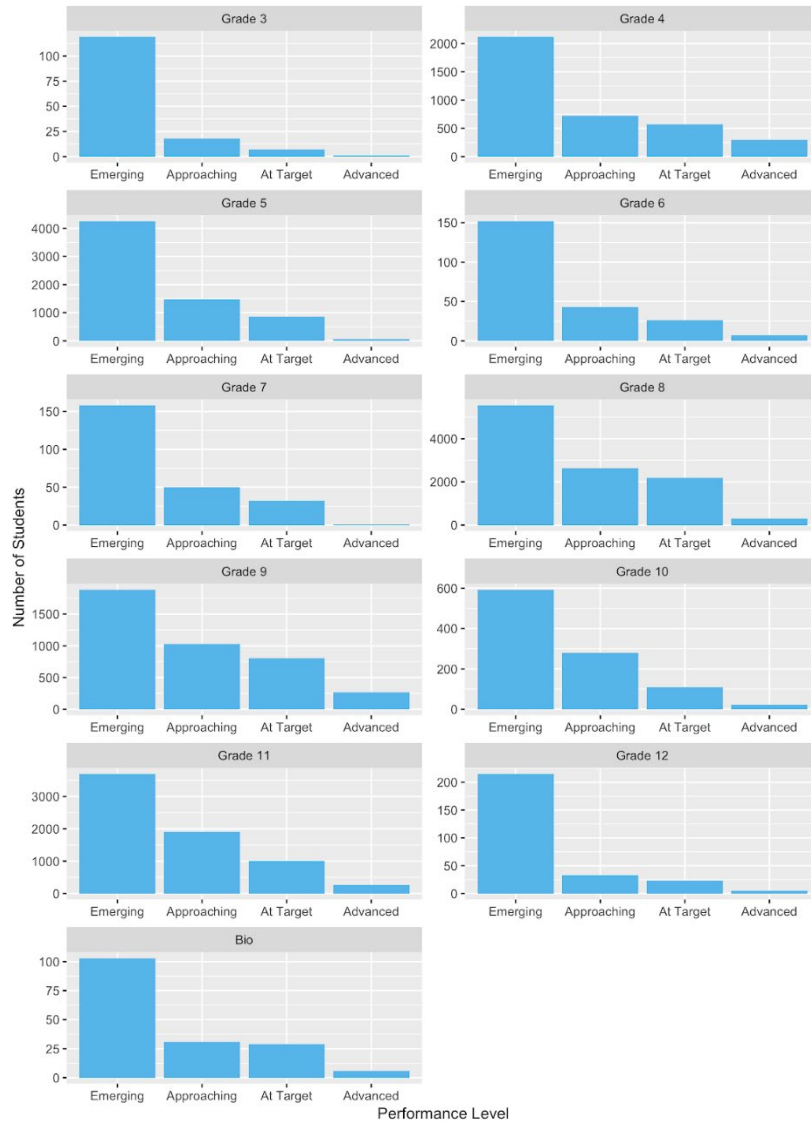 Grade 3
Grade 4
100
75
50
25
0
Emerging Approaching At Target Advanced
2000
1500
1000
500
0
Emerging Approaching At Target Advanced
Grade 5
Grade 6
4000
3000
2000
1000
0
Emerging Approaching At Target Advanced
150
100
50
0
Emerging Approaching At Target Advanced
Grade 7
Grade 8
150
100
50
0
Emerging Approaching At Target Advanced
4000
2000
0
Emerging Approaching At Target Advanced
Number of Students
Grade 9
Grade 10
1500
1000
500
0
Emerging Approaching At Target Advanced
600
400
200
0
Emerging Approaching At Target Advanced
Grade 11
Grade 12
3000
2000
1000
0
Emerging Approaching At Target Advanced
200
150
100
50
0
Emerging Approaching At Target Advanced
Bio
100
75
50
25
0
Emerging Approaching At Target Advanced
Performance Level